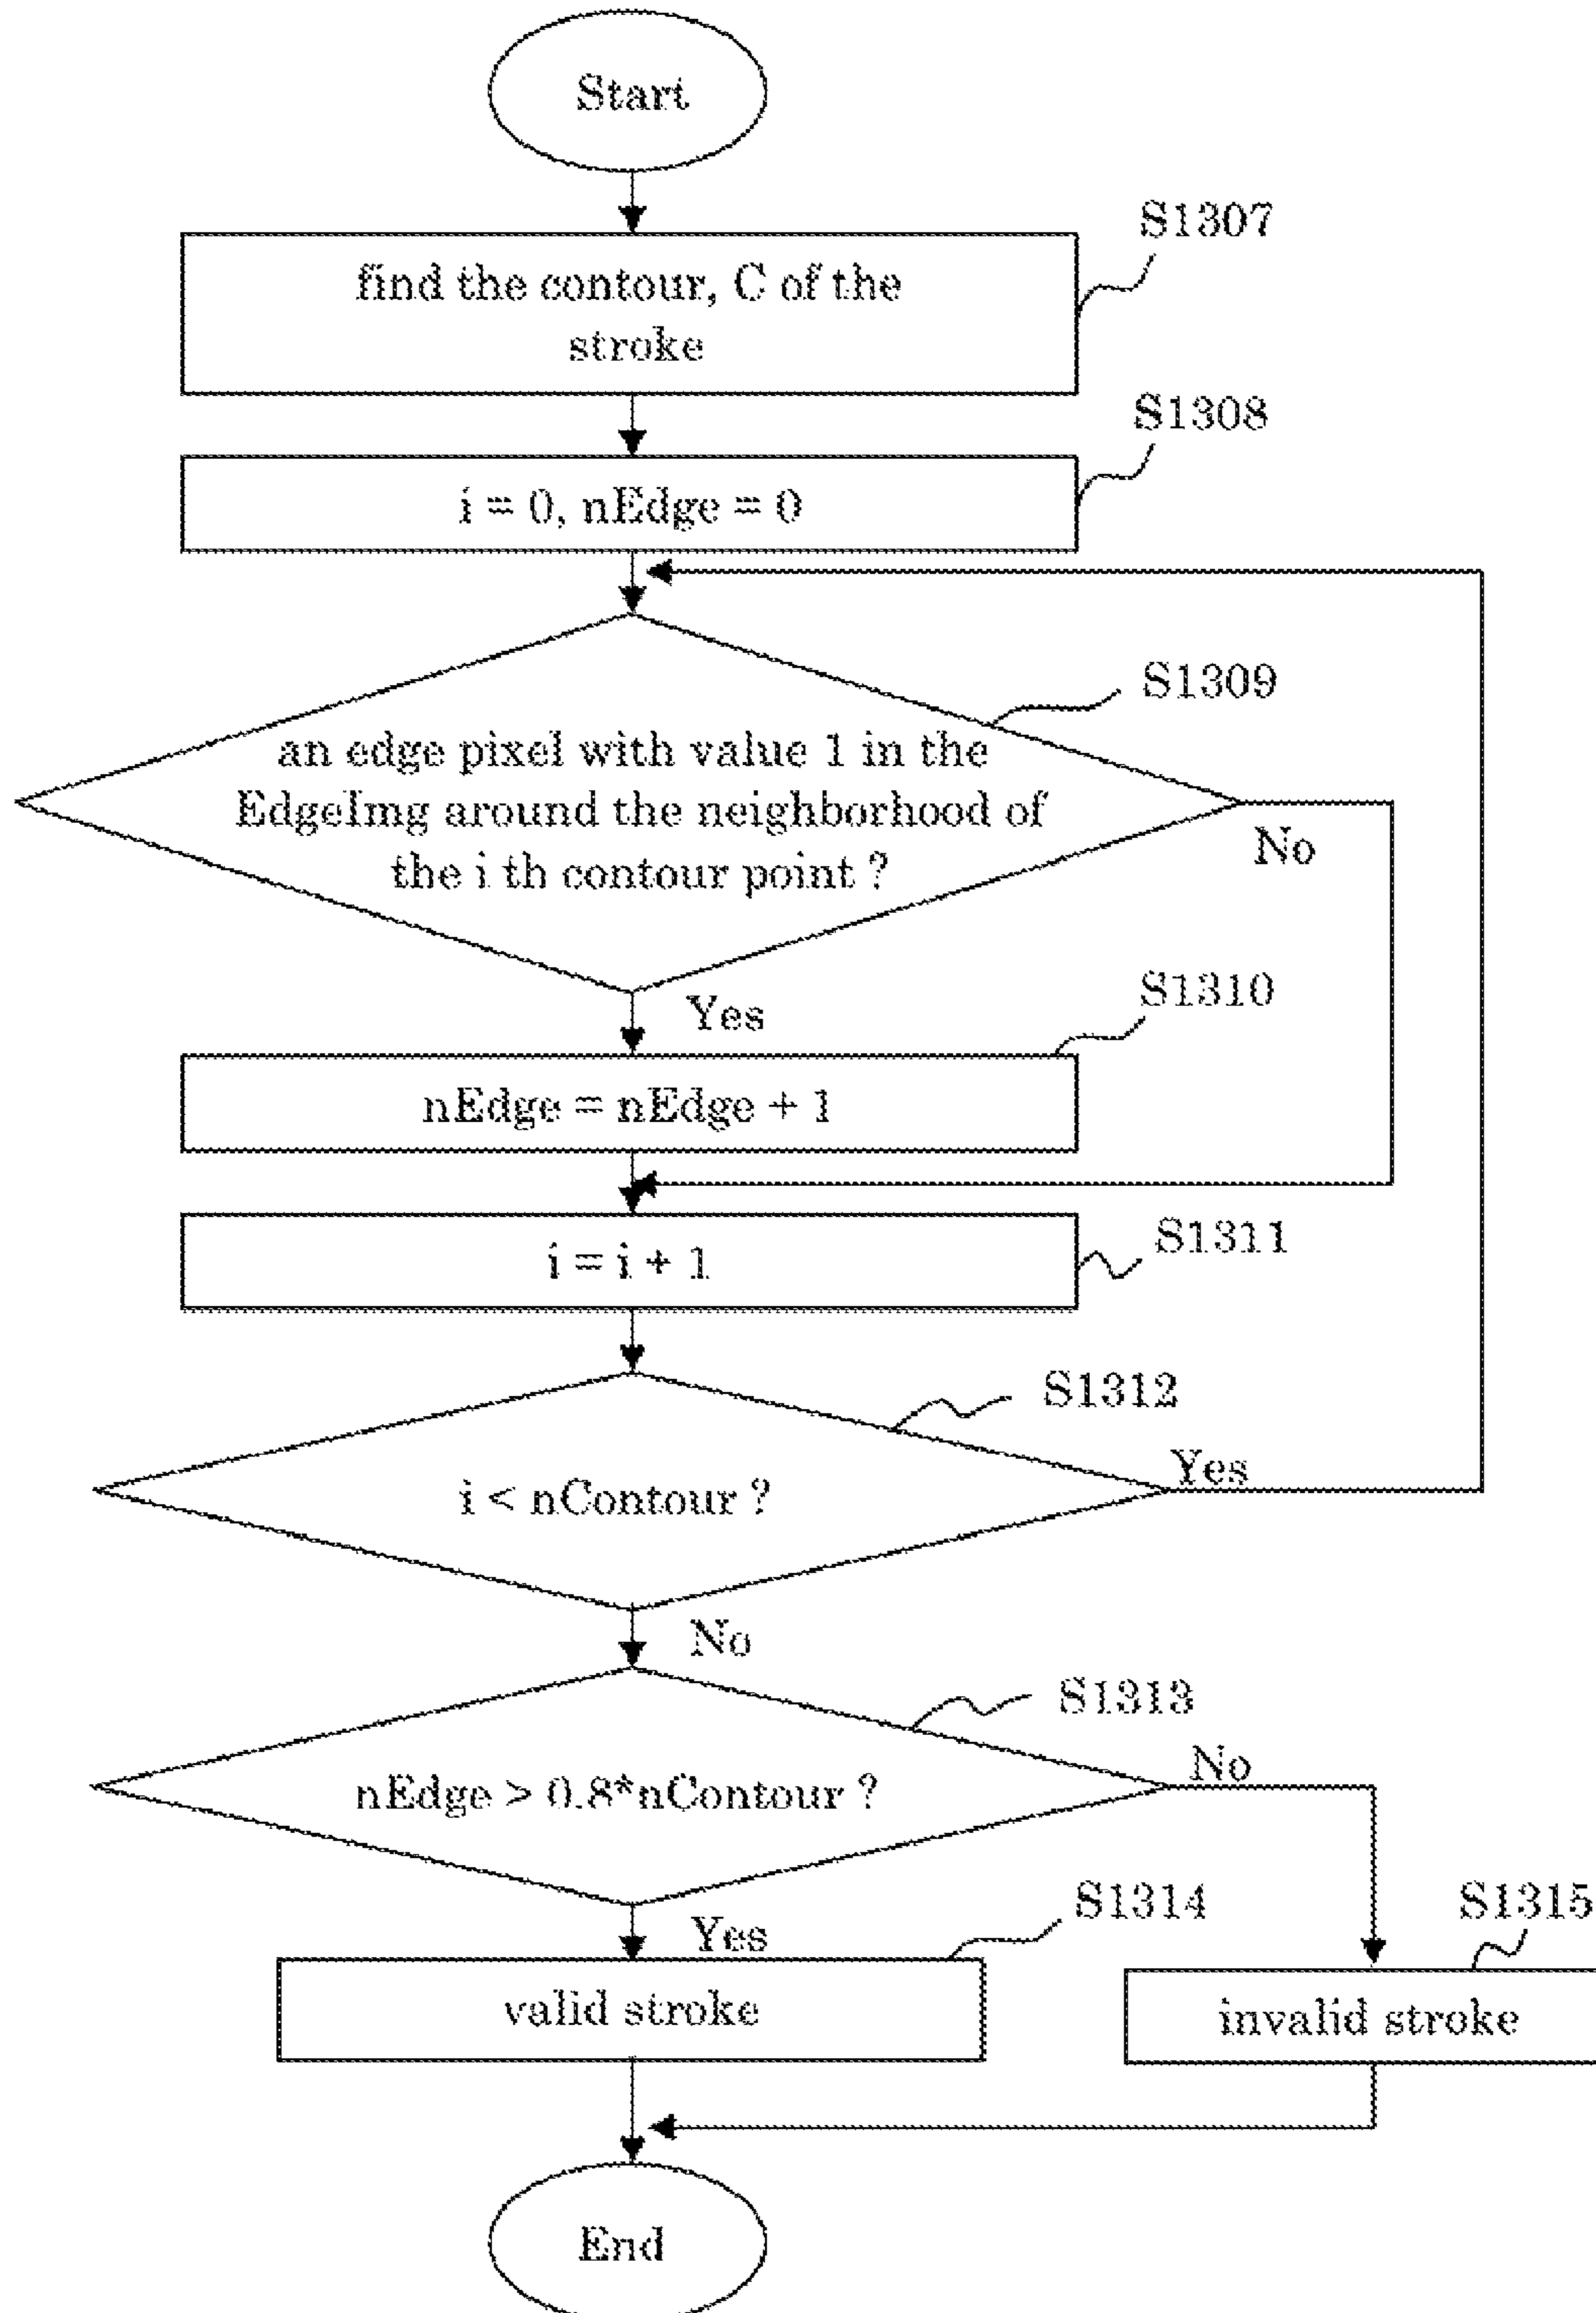 Start
S1307
find the contour, C of the
stroke
S1308
i = 0, nEdge = 0
S1309
an edge pixel with value 1 in the
EdgeImg around the neighborhood of
the i th contour point ?
No
Yes
S1310
nEdge = nEdge + 1
S1311
i = i + 1
S1312
i < nContour ?
Yes
No
S1313
nEdge > 0.8*nContour ?
No
Yes
S1314
S1315
valid stroke
invalid stroke
End